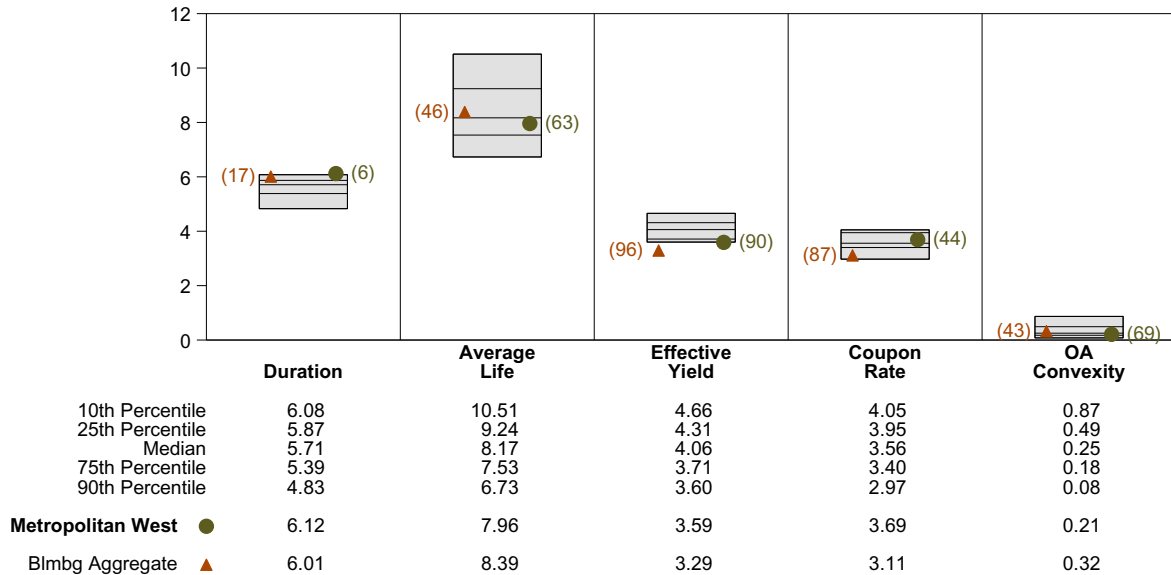 12
10
8
6
4
2
0
(17) (6)
(46) (63)
(96) (90)
(87) (44)
(43) (69)
Duration
Average
Life
Effective
Yield
Coupon
Rate
OA
Convexity
10th Percentile 6.08 10.51 4.66 4.05 0.87
25th Percentile 5.87 9.24 4.31 3.95 0.49
Median 5.71 8.17 4.06 3.56 0.25
75th Percentile 5.39 7.53 3.71 3.40 0.18
90th Percentile 4.83 6.73 3.60 2.97 0.08
Metropolitan West 6.12 7.96 3.59 3.69 0.21
Blmbg Aggregate 6.01 8.39 3.29 3.11 0.32